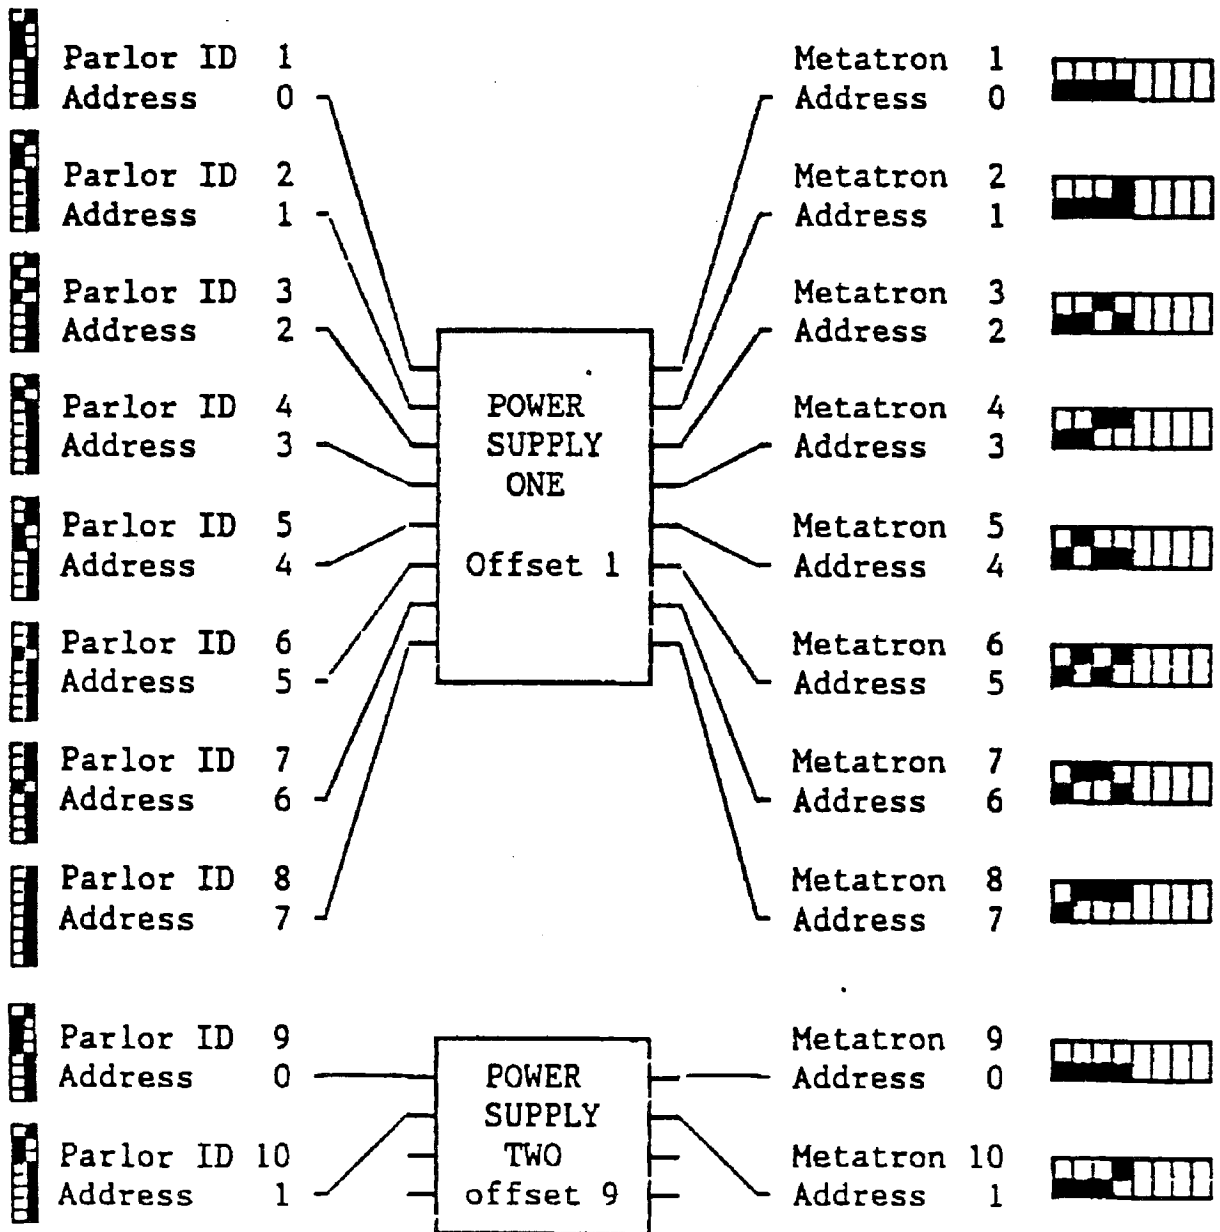 Parlor ID 1
Address 0
Metatron 1
Address 0
Parlor ID 2
Address 1
Metatron 2
Address 1
Parlor ID 3
Address 2
Metatron 3
Address 2
Parlor ID 4
Address 3
Metatron 4
Address 3
POWER
SUPPLY
ONE
Offset 1
Parlor ID 5
Address 4
Metatron 5
Address 4
Parlor ID 6
Address 5
Metatron 6
Address 5
Parlor ID 7
Address 6
Metatron 7
Address 6
Parlor ID 8
Address 7
Metatron 8
Address 7
Parlor ID 9
Address 0
Metatron 9
Address 0
POWER
SUPPLY
TWO
offset 9
Parlor ID 10
Address 1
Metatron 10
Address 1